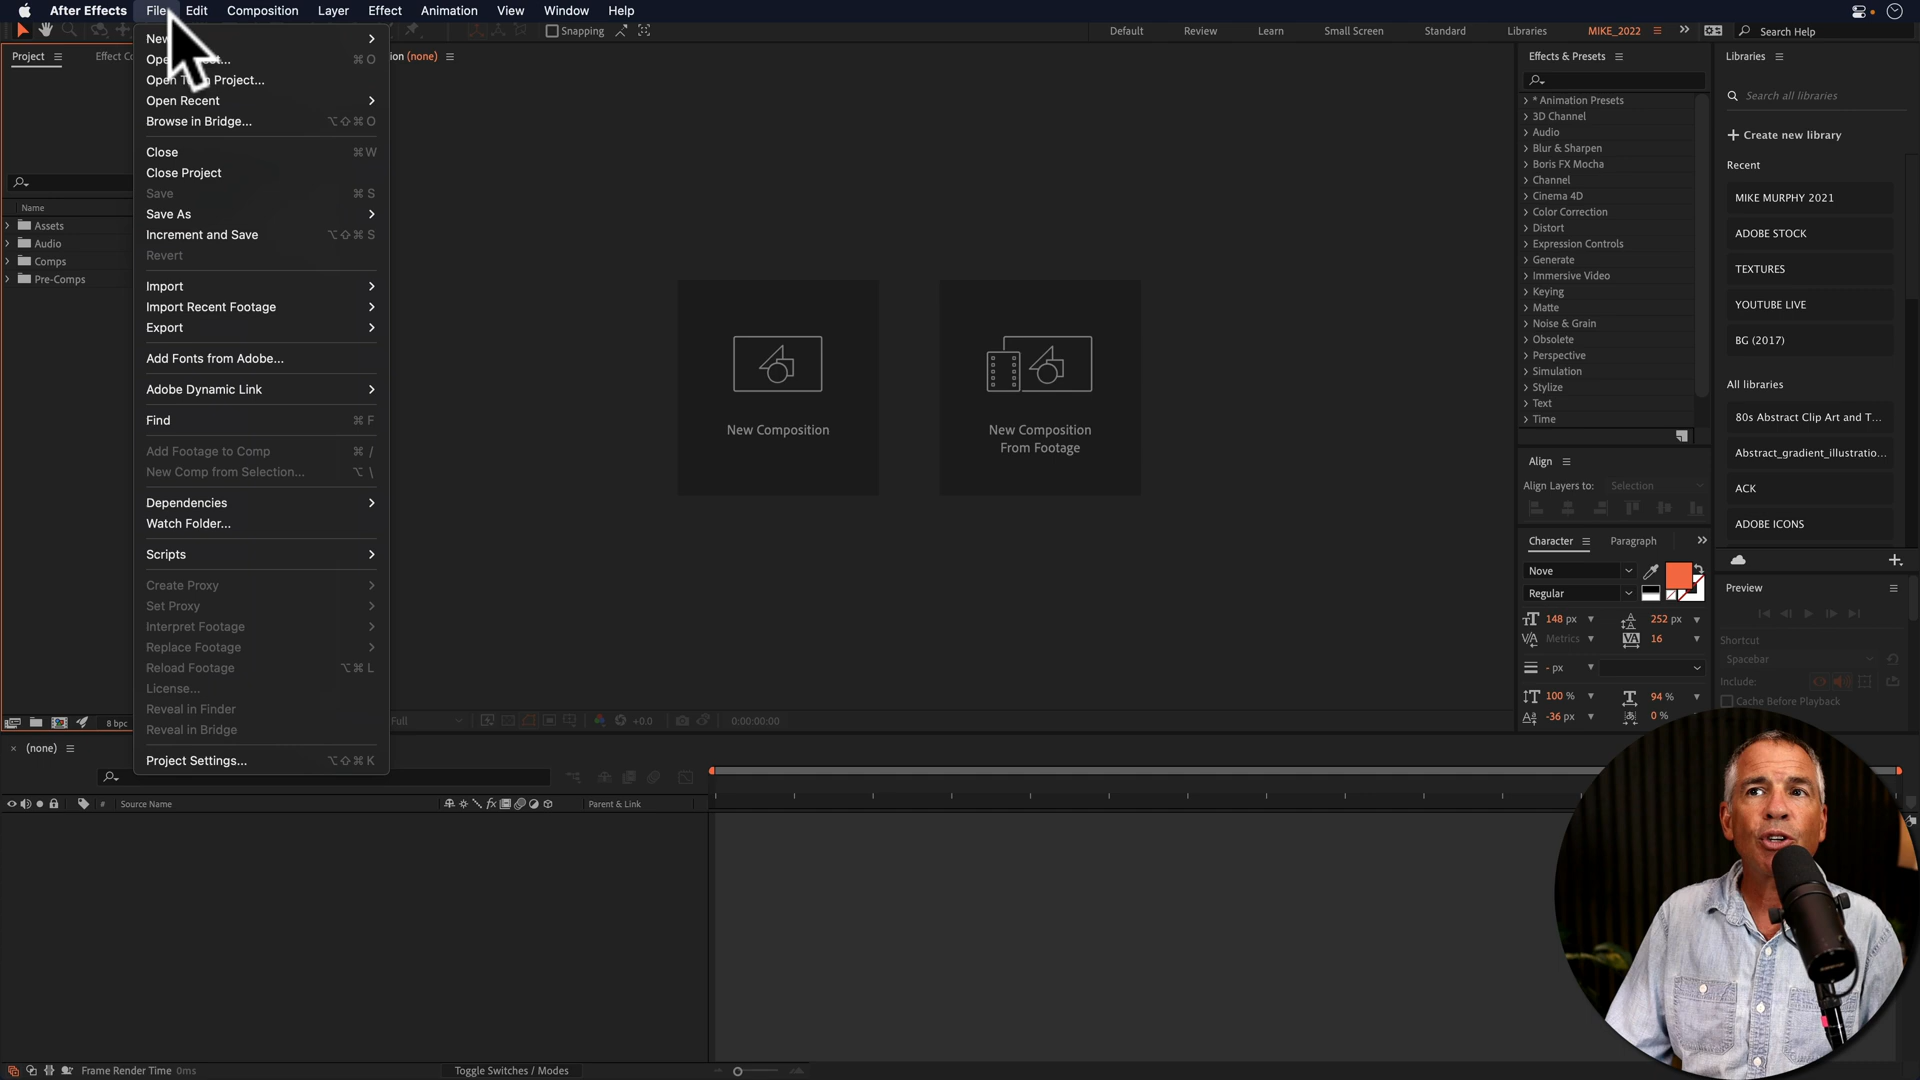 After Effects File Edit Composition Layer Effect Animation View Window Help
Snapping Default Review Learn Small Screen Standard Libraries MIKE_2022 Search Help
Project Effect Co ion (none)
New
Open Recent
Browse in Bridge... ⌥⇧⌘O
Close ⌘W
Close Project
Save ⌘S
Save As
Increment and Save ⌥⇧⌘S
Revert
Import
Import Recent Footage
Export
Add Fonts from Adobe...
Adobe Dynamic Link
Find ⌘F
Add Footage to Comp ⌘/
New Comp from Selection... ⌥\
Dependencies
Watch Folder...
Scripts
Create Proxy
Set Proxy
Interpret Footage
Replace Footage
Reload Footage ⌥⌘L
License...
Reveal in Finder
Reveal in Bridge
Project Settings... ⌥⇧⌘K
Name
Assets
Audio
Comps
Pre-Comps
8 bpc
New Composition
New Composition
From Footage
Full +0.0 0:00:00:00
Effects & Presets
* Animation Presets
3D Channel
Audio
Blur & Sharpen
Boris FX Mocha
Channel
Cinema 4D
Color Correction
Distort
Expression Controls
Generate
Immersive Video
Keying
Matte
Noise & Grain
Obsolete
Perspective
Simulation
Stylize
Text
Time
Align
Align Layers to: Selection
Character Paragraph
Nove
Regular
148 px 252 px
Metrics 16
- px
100 % 94 %
-36 px 0 %
Libraries
Search all libraries
+ Create new library
Recent
MIKE MURPHY 2021
ADOBE STOCK
TEXTURES
YOUTUBE LIVE
BG (2017)
All libraries
80s Abstract Clip Art and T...
Abstract_gradient_illustratio...
ACK
ADOBE ICONS
Preview
Shortcut
Spacebar
Include:
Cache Before Playback
(none)
# Source Name Parent & Link
Frame Render Time 0ms Toggle Switches / Modes